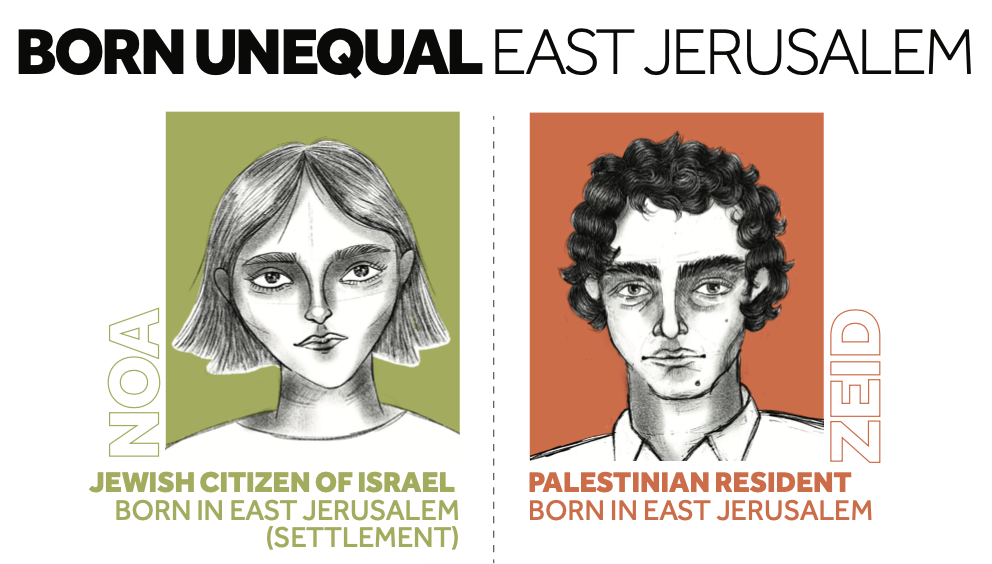 BORN UNEQUAL EAST JERUSALEM
NOA
JEWISH CITIZEN OF ISRAEL
BORN IN EAST JERUSALEM
(SETTLEMENT)
ZEID
PALESTINIAN RESIDENT
BORN IN EAST JERUSALEM